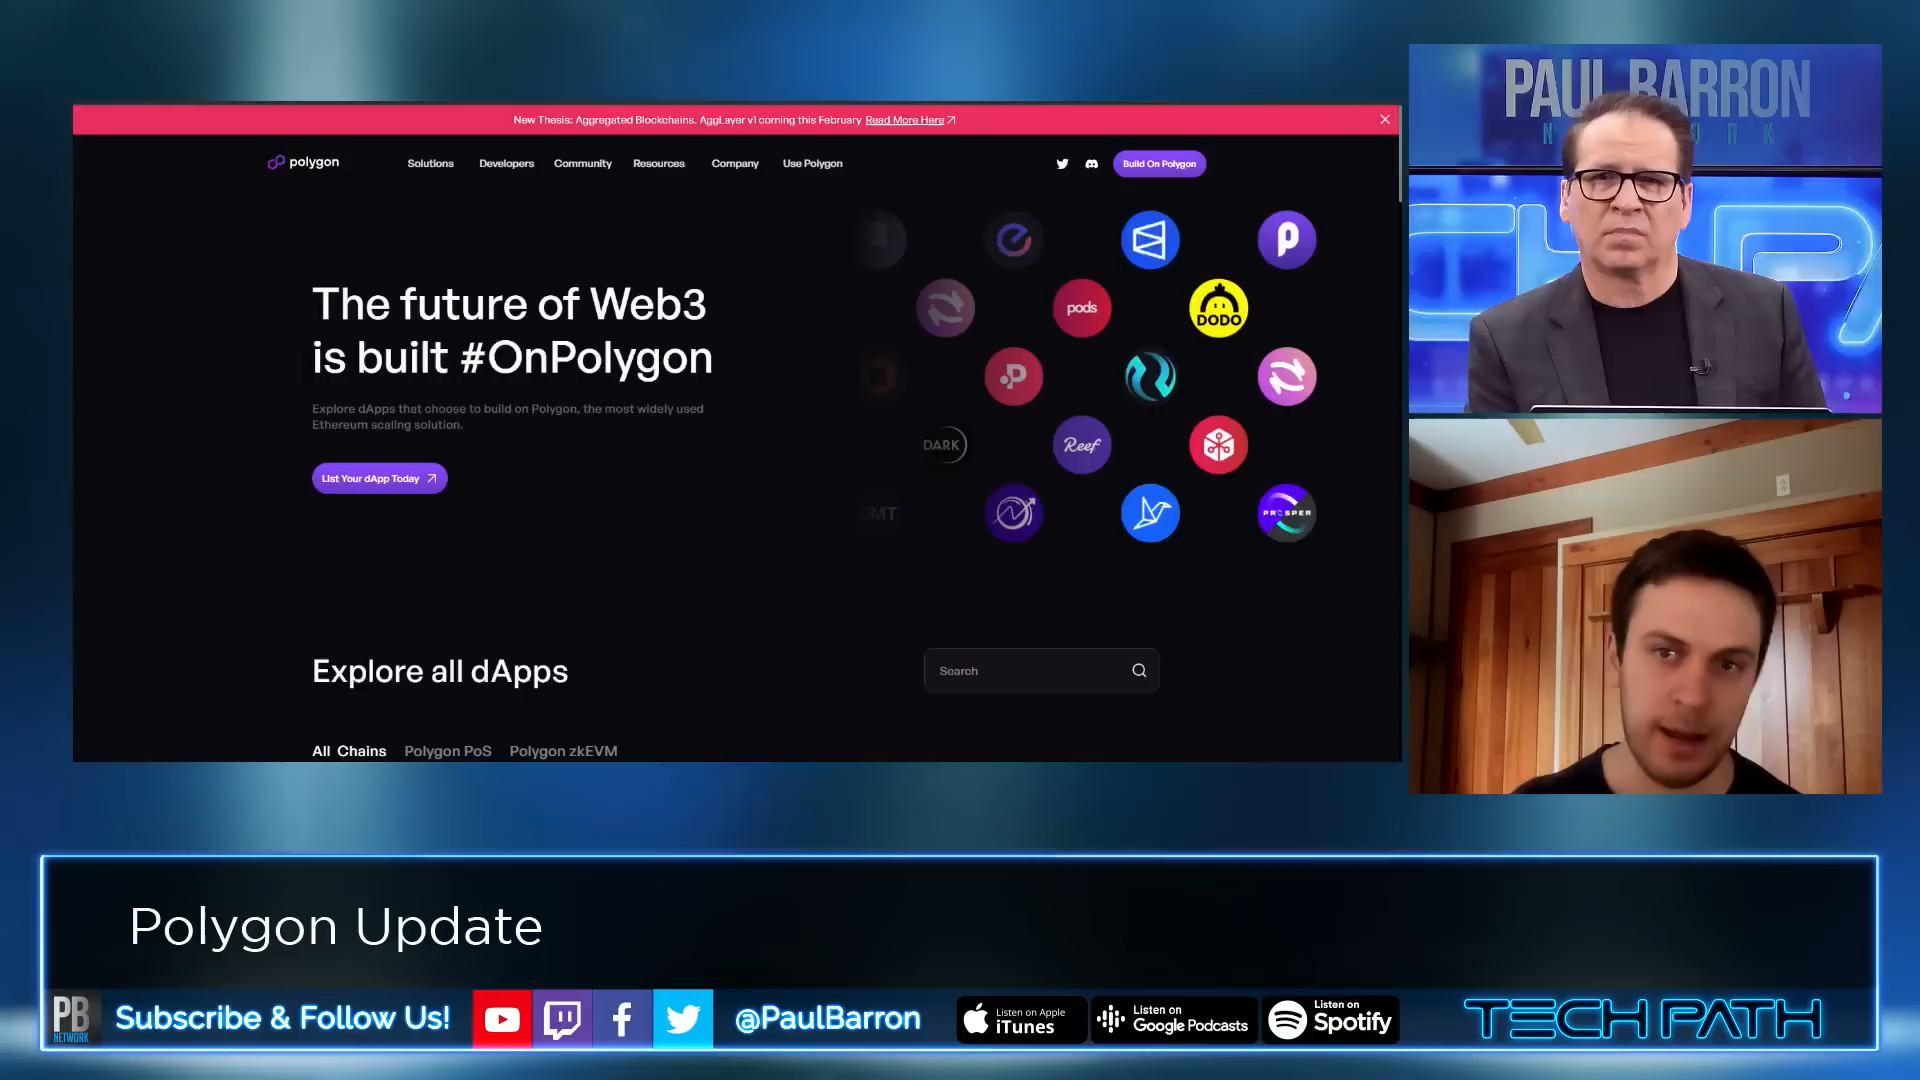 New Thesis: Aggregated Blockchains. AggLayer v1 coming this February Read More Here
polygon
Solutions Developers Community Resources Company Use Polygon
Build On Polygon
The future of Web3
is built #OnPolygon
Explore dApps that choose to build on Polygon, the most widely used
Ethereum scaling solution.
List Your dApp Today
pods
DODO
DARK
Reef
PROSPER
Explore all dApps
Search
All Chains Polygon PoS Polygon zkEVM
PAUL BARRON
Polygon Update
PB
NETWORK
Subscribe & Follow Us!
@PaulBarron
Listen on Apple
iTunes
Listen on
Google Podcasts
Listen on
Spotify
TECH PATH